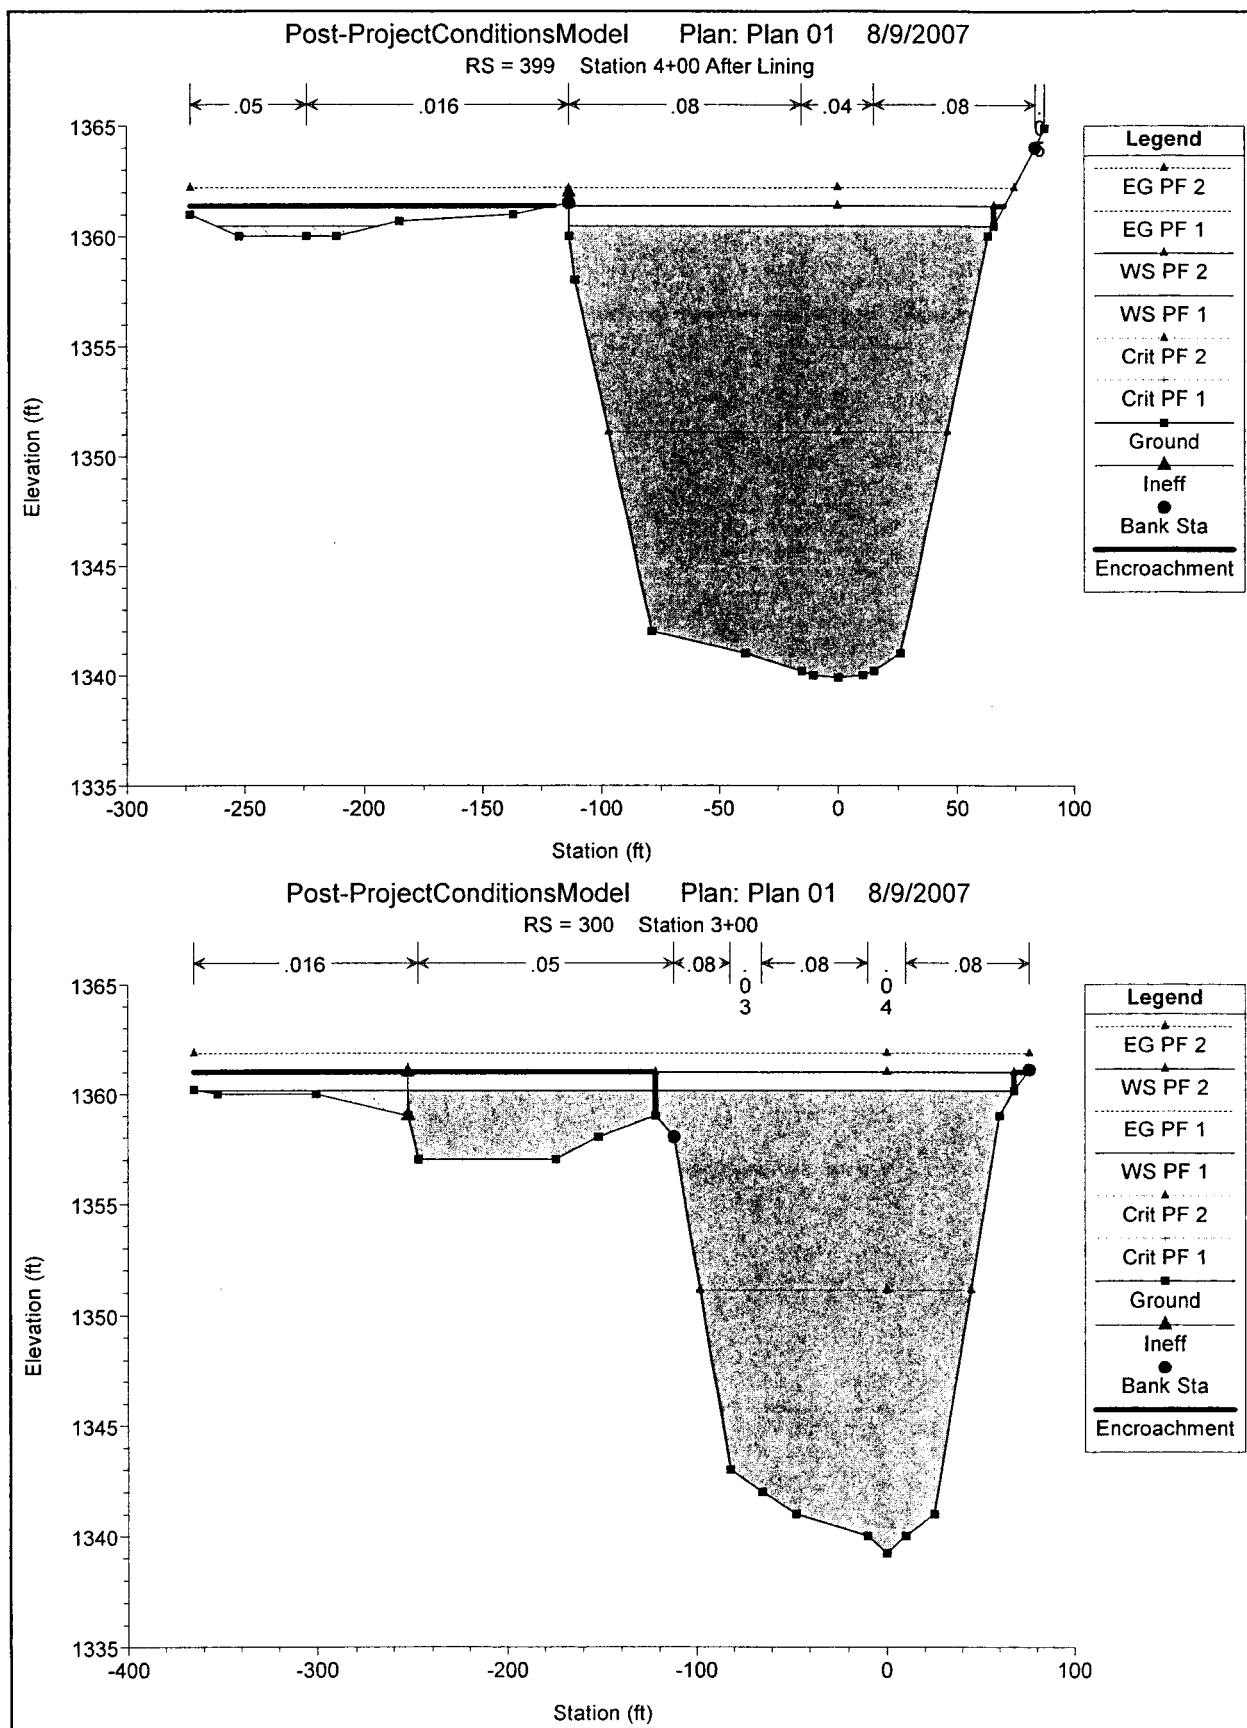 Post-ProjectConditionsModel Plan: Plan 01 8/9/2007
RS = 399 Station 4+00 After Lining
.05 .016 .08 .04 .08 .05
Legend
EG PF 2
EG PF 1
WS PF 2
WS PF 1
Crit PF 2
Crit PF 1
Ground
Ineff
Bank Sta
Encroachment
Elevation (ft)
1365
1360
1355
1350
1345
1340
1335
-300 -250 -200 -150 -100 -50 0 50 100
Station (ft)
Post-ProjectConditionsModel Plan: Plan 01 8/9/2007
RS = 300 Station 3+00
.016 .05 .08 .03 .08 .04 .08
Legend
EG PF 2
WS PF 2
EG PF 1
WS PF 1
Crit PF 2
Crit PF 1
Ground
Ineff
Bank Sta
Encroachment
Elevation (ft)
1365
1360
1355
1350
1345
1340
1335
-400 -300 -200 -100 0 100
Station (ft)